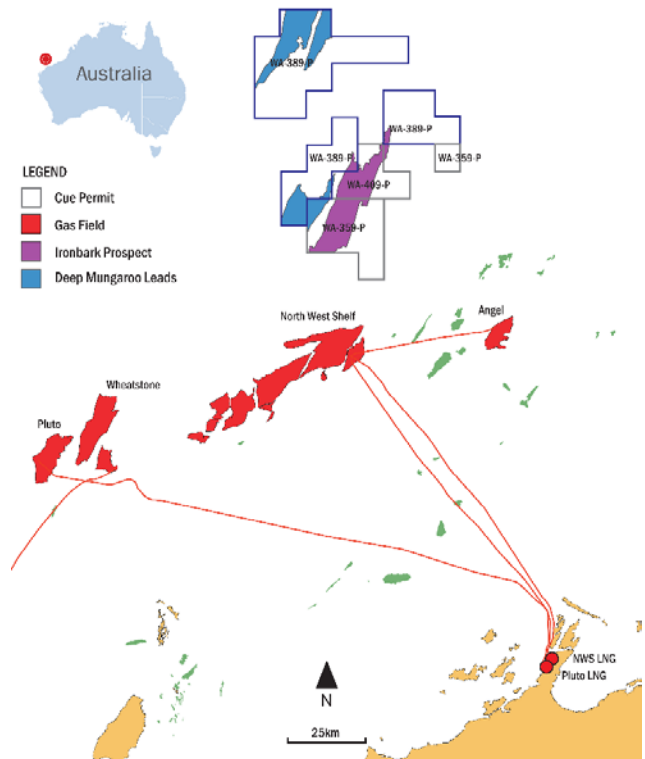 Australia
WA-389-P
WA-389-P
WA-389-P
WA-359-P
WA-409-P
WA-359-P
LEGEND
Cue Permit
Gas Field
Ironbark Prospect
Deep Mungaroo Leads
North West Shelf
Angel
Wheatstone
Pluto
NWS LNG
Pluto LNG
N
25km